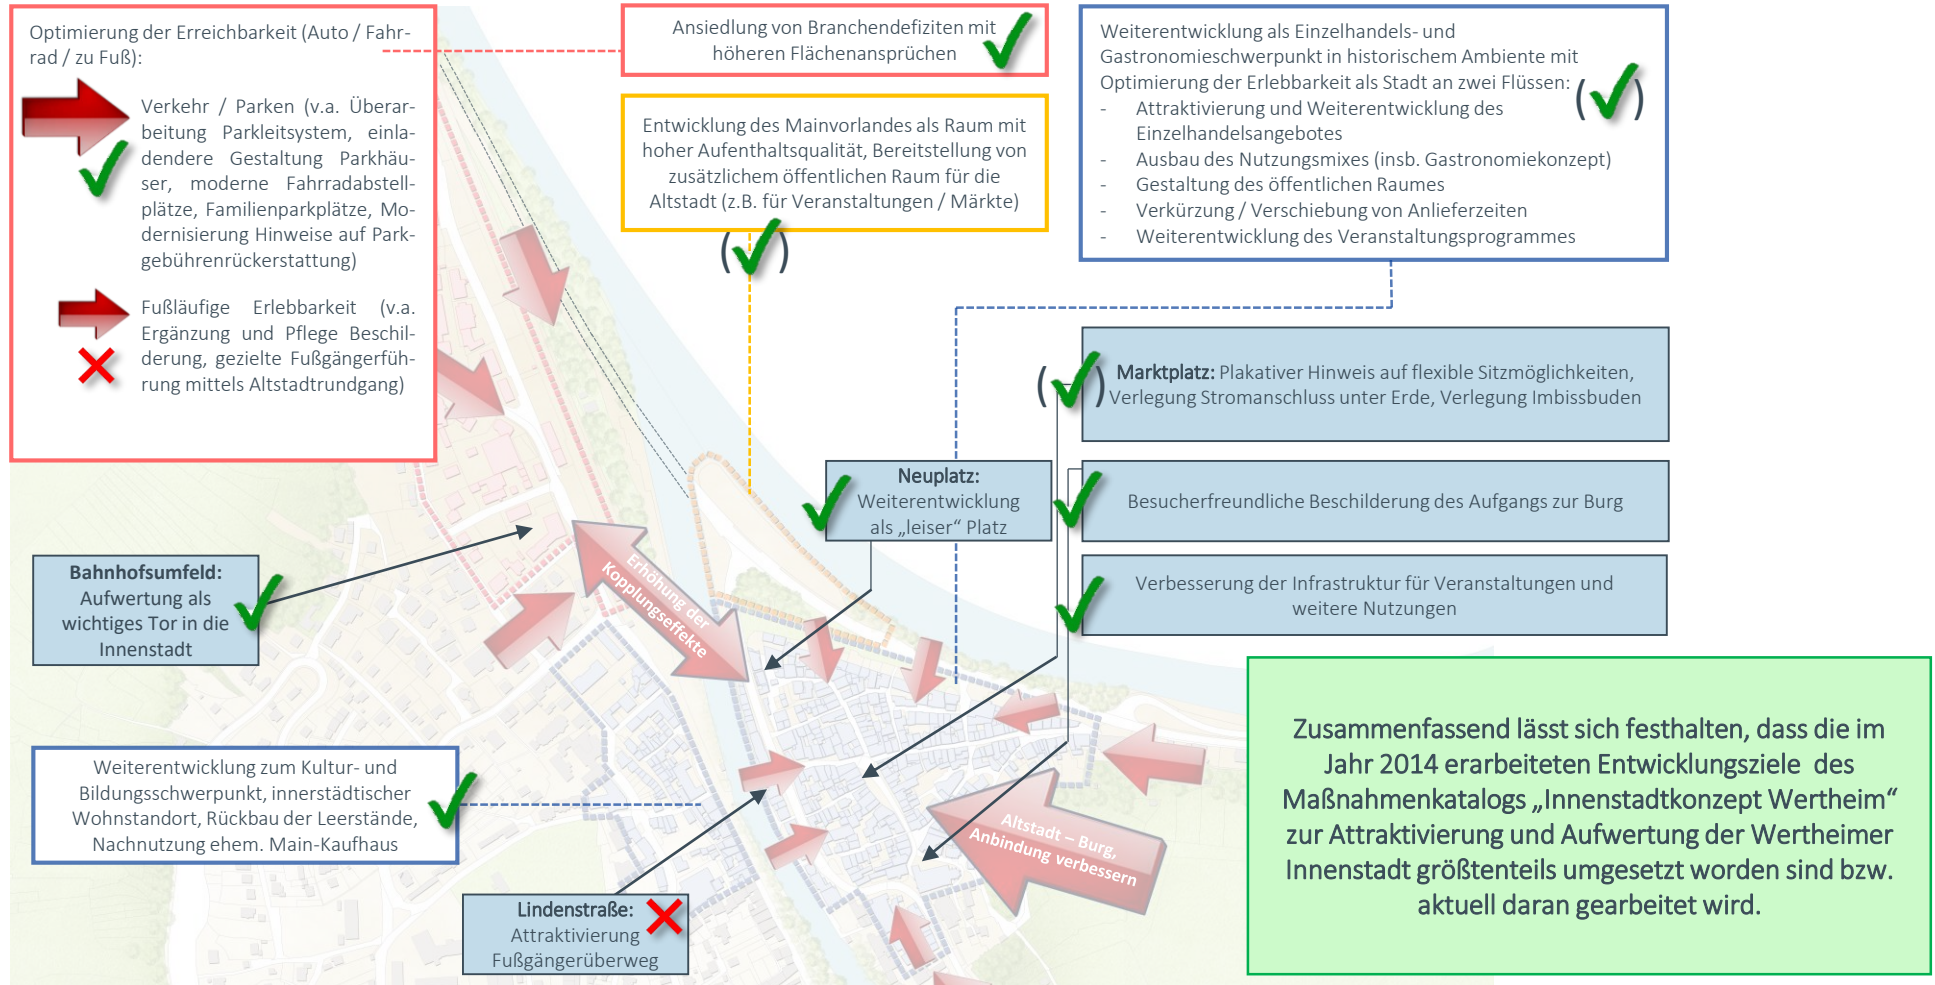 Optimierung der Erreichbarkeit (Auto / Fahr-
rad / zu Fuß):
Verkehr / Parken (v.a. Überar-
beitung Parkleitsystem, einla-
dendere Gestaltung Parkhäu-
ser, moderne Fahrradabstell-
plätze, Familienparkplätze, Mo-
dernisierung Hinweise auf Park-
gebührenrückerstattung)
Fußläufige Erlebbarkeit (v.a.
Ergänzung und Pflege Beschil-
derung, gezielte Fußgängerfüh-
rung mittels Altstadtrundgang)
Ansiedlung von Branchendefiziten mit
höheren Flächenansprüchen
Entwicklung des Mainvorlandes als Raum mit
hoher Aufenthaltsqualität, Bereitstellung von
zusätzlichem öffentlichen Raum für die
Altstadt (z.B. für Veranstaltungen / Märkte)
( )
Weiterentwicklung als Einzelhandels- und
Gastronomieschwerpunkt in historischem Ambiente mit
Optimierung der Erlebbarkeit als Stadt an zwei Flüssen:
( )
- Attraktivierung und Weiterentwicklung des
Einzelhandelsangebotes
- Ausbau des Nutzungsmixes (insb. Gastronomiekonzept)
- Gestaltung des öffentlichen Raumes
- Verkürzung / Verschiebung von Anlieferzeiten
- Weiterentwicklung des Veranstaltungsprogrammes
( )
Marktplatz: Plakativer Hinweis auf flexible Sitzmöglichkeiten,
Verlegung Stromanschluss unter Erde, Verlegung Imbissbuden
Neuplatz:
Weiterentwicklung
als „leiser“ Platz
Besucherfreundliche Beschilderung des Aufgangs zur Burg
Verbesserung der Infrastruktur für Veranstaltungen und
weitere Nutzungen
Bahnhofsumfeld:
Aufwertung als
wichtiges Tor in die
Innenstadt
Erhöhung der
Kopplungseffekte
Weiterentwicklung zum Kultur- und
Bildungsschwerpunkt, innerstädtischer
Wohnstandort, Rückbau der Leerstände,
Nachnutzung ehem. Main-Kaufhaus
Altstadt – Burg,
Anbindung verbessern
Lindenstraße:
Attraktivierung
Fußgängerüberweg
Zusammenfassend lässt sich festhalten, dass die im
Jahr 2014 erarbeiteten Entwicklungsziele des
Maßnahmenkatalogs „Innenstadtkonzept Wertheim“
zur Attraktivierung und Aufwertung der Wertheimer
Innenstadt größtenteils umgesetzt worden sind bzw.
aktuell daran gearbeitet wird.